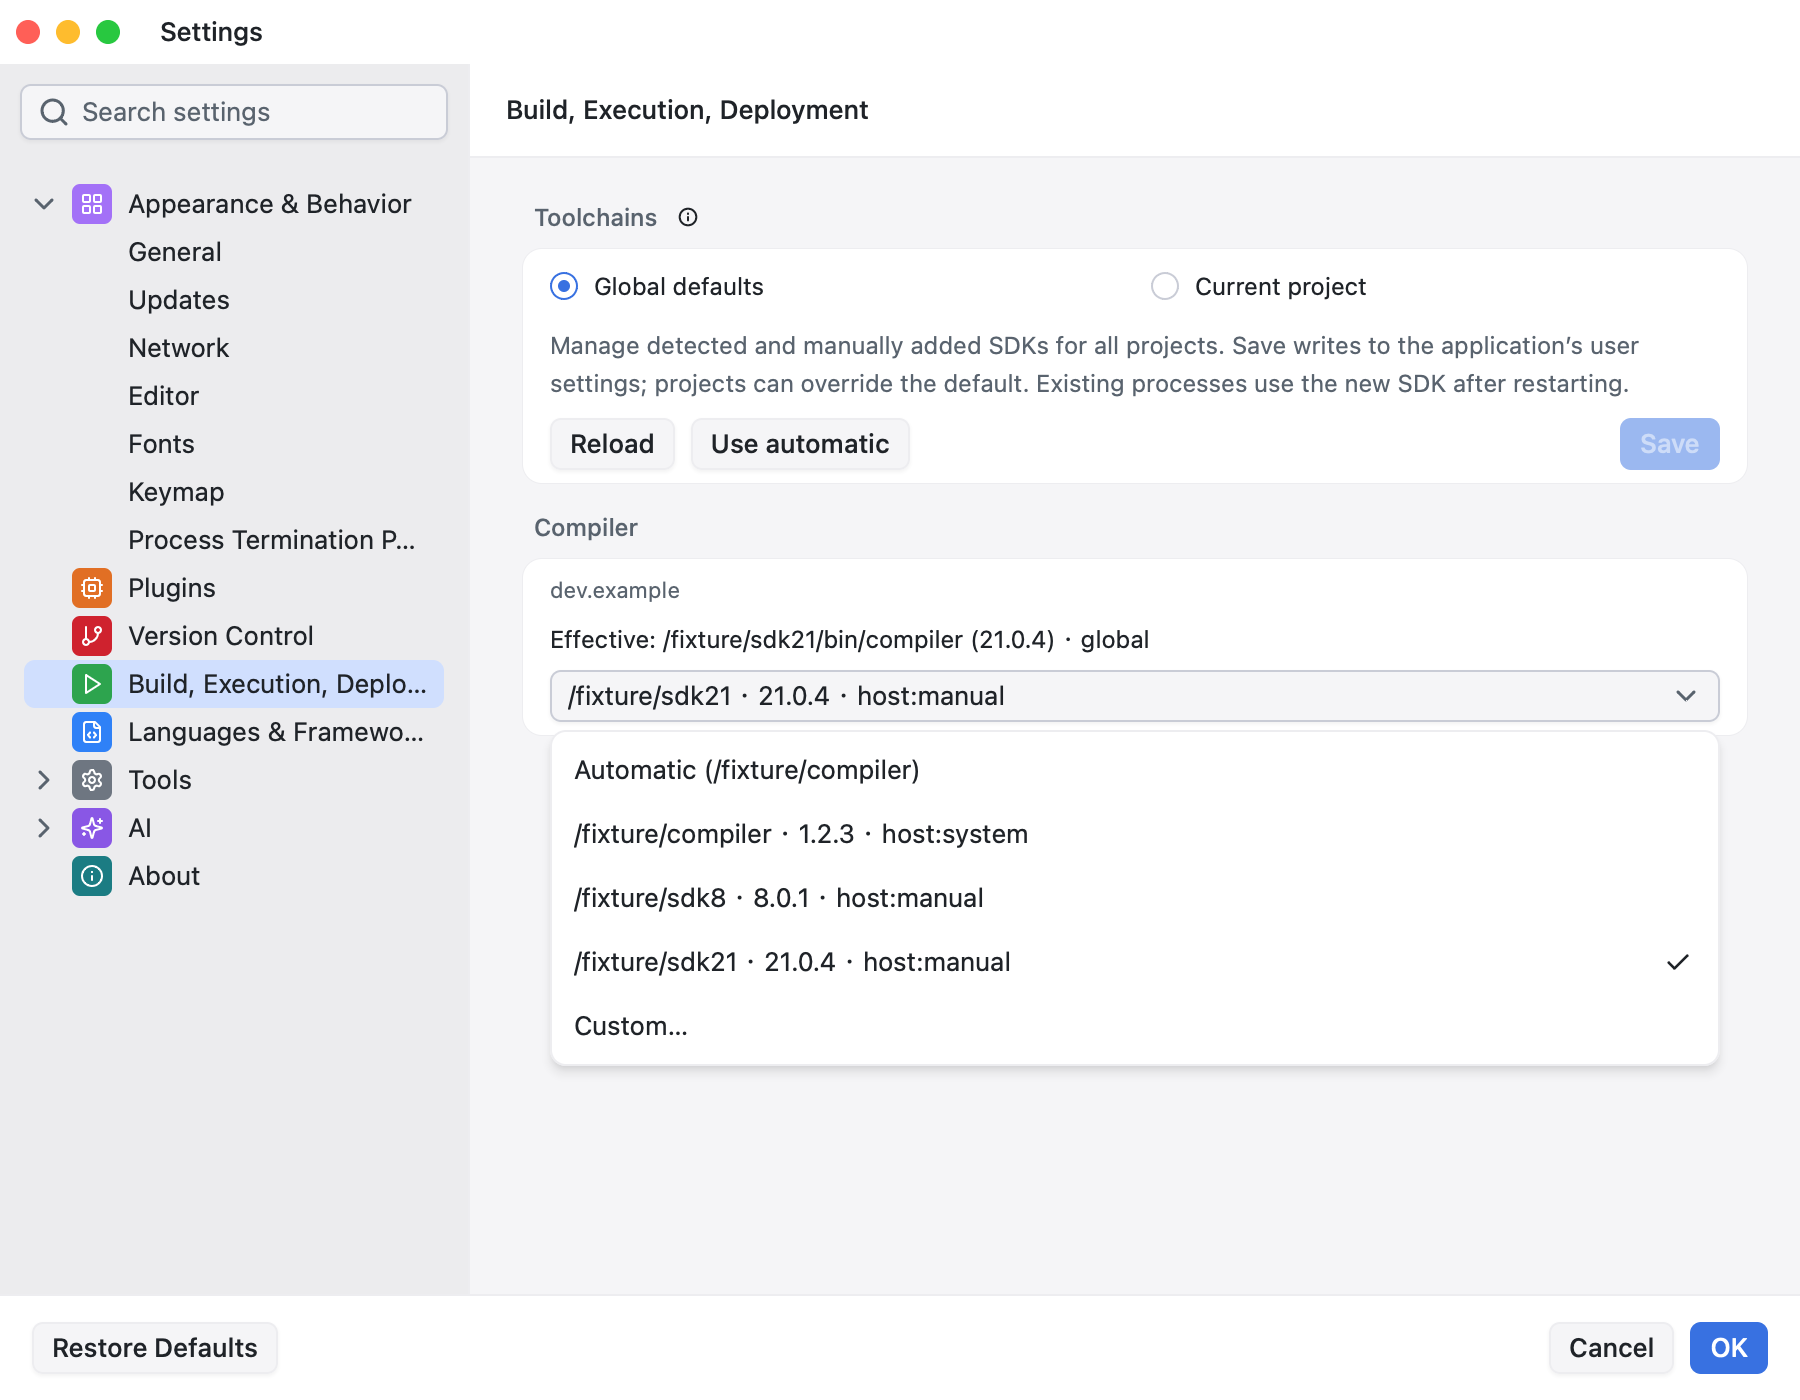 Settings
Search settings
Appearance & Behavior
General
Updates
Network
Editor
Fonts
Keymap
Process Termination P...
Plugins
Version Control
Build, Execution, Deplo...
Languages & Framewo...
Tools
AI
About
Build, Execution, Deployment
Toolchains
Global defaults
Current project
Manage detected and manually added SDKs for all projects. Save writes to the application’s user
settings; projects can override the default. Existing processes use the new SDK after restarting.
Reload
Use automatic
Save
Compiler
dev.example
Effective: /fixture/sdk21/bin/compiler (21.0.4) · global
/fixture/sdk21 · 21.0.4 · host:manual
Automatic (/fixture/compiler)
/fixture/compiler · 1.2.3 · host:system
/fixture/sdk8 · 8.0.1 · host:manual
/fixture/sdk21 · 21.0.4 · host:manual
Custom...
Restore Defaults
Cancel
OK